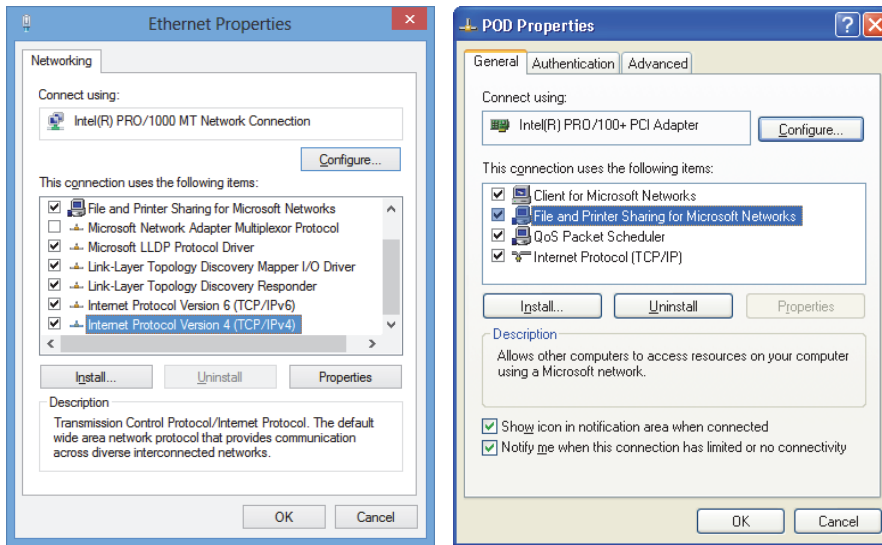 Ethernet Properties
Networking
Connect using:
Intel(R) PRO/1000 MT Network Connection
Configure...
This connection uses the following items:
File and Printer Sharing for Microsoft Networks
Microsoft Network Adapter Multiplexor Protocol
Microsoft LLDP Protocol Driver
Link-Layer Topology Discovery Mapper I/O Driver
Link-Layer Topology Discovery Responder
Internet Protocol Version 6 (TCP/IPv6)
Internet Protocol Version 4 (TCP/IPv4)
Install...
Uninstall
Properties
Description
Transmission Control Protocol/Internet Protocol. The default
wide area network protocol that provides communication
across diverse interconnected networks.
OK
Cancel
POD Properties
General
Authentication
Advanced
Connect using:
Intel(R) PRO/100+ PCI Adapter
Configure...
This connection uses the following items:
Client for Microsoft Networks
File and Printer Sharing for Microsoft Networks
QoS Packet Scheduler
Internet Protocol (TCP/IP)
Install...
Uninstall
Properties
Description
Allows other computers to access resources on your computer
using a Microsoft network.
Show icon in notification area when connected
Notify me when this connection has limited or no connectivity
OK
Cancel